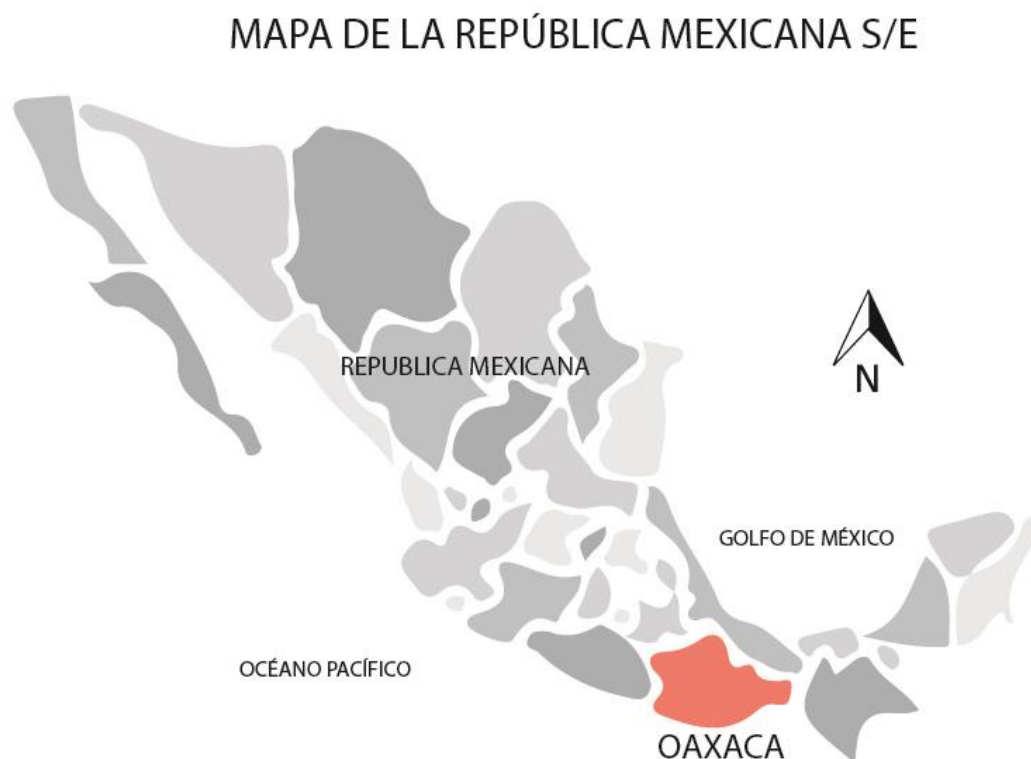 MAPA DE LA REPÚBLICA MEXICANA S/E
REPUBLICA MEXICANA
N
GOLFO DE MÉXICO
OCÉANO PACÍFICO
OAXACA